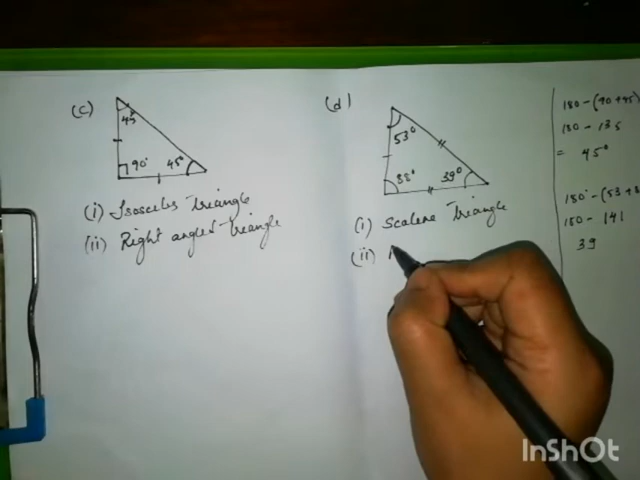 (c)
45°
90°
45°
(i) Isosceles triangle
(ii) Right angled triangle
(d)
53°
88°
39°
(i) Scalene triangle
(ii)
180 - (90+45)
180 - 135
= 45°
180° - (53+8
180 - 141
39
InShOt